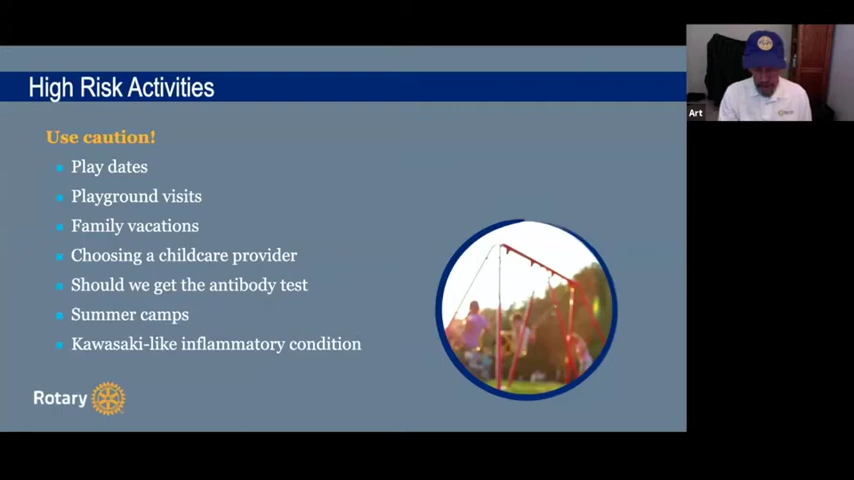 High Risk Activities
Use caution!
Play dates
Playground visits
Family vacations
Choosing a childcare provider
Should we get the antibody test
Summer camps
Kawasaki-like inflammatory condition
Rotary
Art